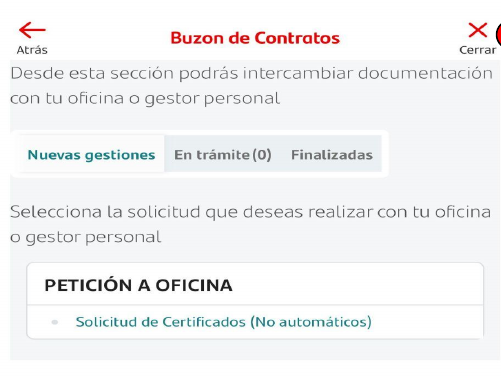 Buzon de Contratos
Atrás
Cerrar
Desde esta sección podrás intercambiar documentación
con tu oficina o gestor personal
Nuevas gestiones
En trámite (0)
Finalizadas
Selecciona la solicitud que deseas realizar con tu oficina
o gestor personal
PETICIÓN A OFICINA
Solicitud de Certificados (No automáticos)